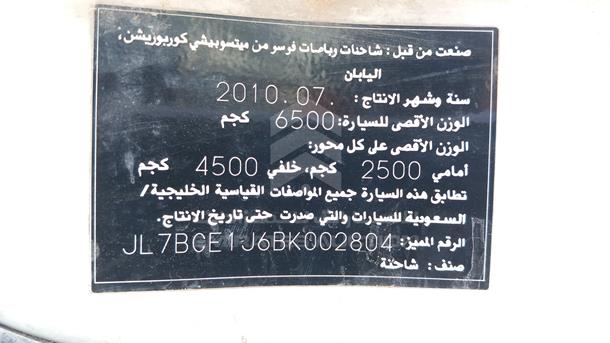 صنعت من قبل : شاحنات وباصات فوسو من ميتسوبيشي كوربوريشن،
اليابان
سنة وشهر الانتاج : 2010.07.
الوزن الأقصى للسيارة: 6500 كجم
الوزن الأقصى على كل محور:
أمامي 2500 كجم، خلفي 4500 كجم
تطابق هذه السيارة جميع المواصفات القياسية الخليجية/
السعودية للسيارات والتي صدرت حتى تاريخ الانتاج.
الرقم المميز: JL7BGE1J6BK002804
صنف : شاحنة